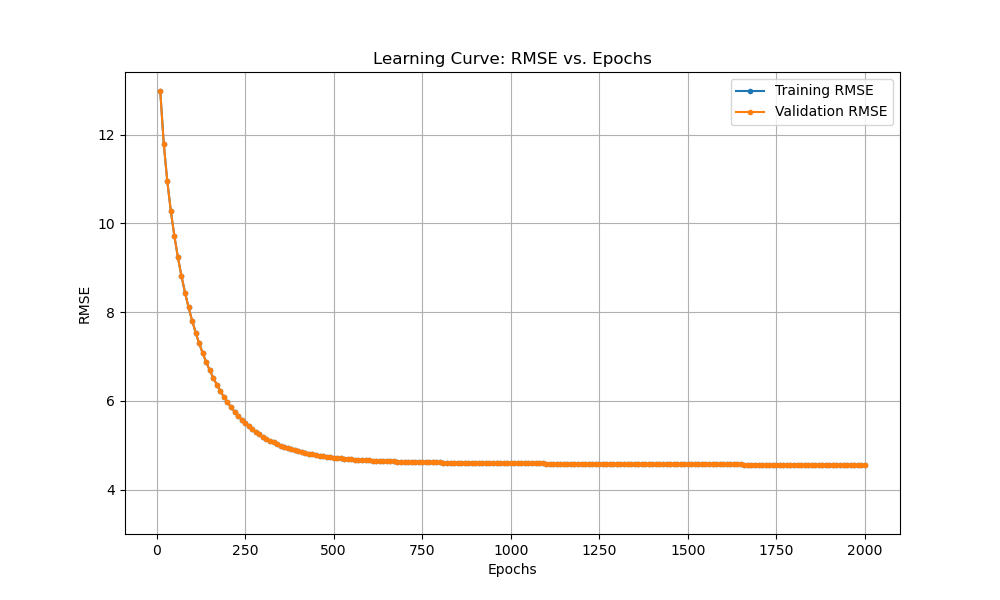 Learning Curve: RMSE vs. Epochs
Training RMSE
Validation RMSE
12
10
8
6
4
RMSE
0 250 500 750 1000 1250 1500 1750 2000
Epochs